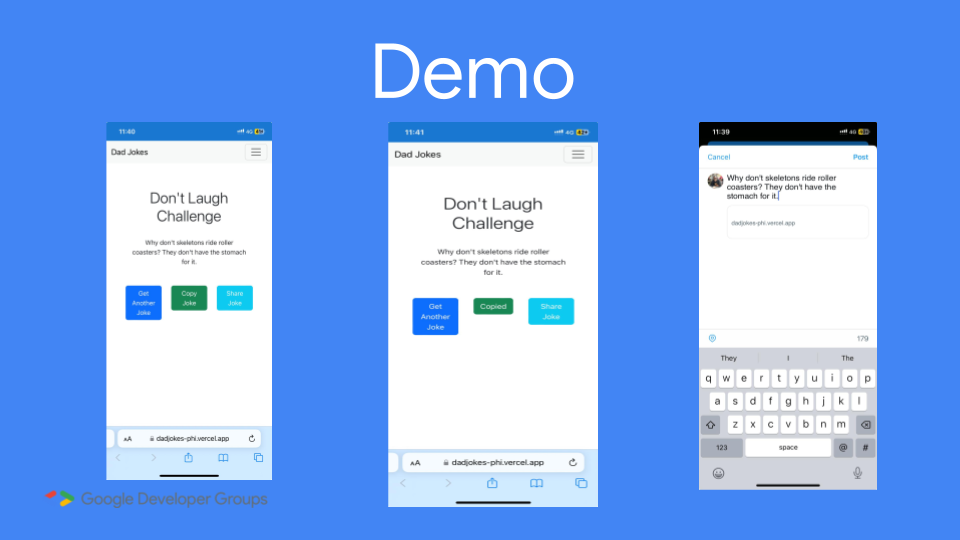 Demo
11:40
4G
Dad Jokes
Don't Laugh
Challenge
Why don't skeletons ride roller
coasters? They don't have the stomach
for it.
Get
Another
Joke
Copy
Joke
Share
Joke
AA
dadjokes-phi.vercel.app
11:41
4G
Dad Jokes
Don't Laugh
Challenge
Why don't skeletons ride roller
coasters? They don't have the stomach
for it.
Get
Another
Joke
Copied
Share
Joke
AA
dadjokes-phi.vercel.app
11:39
4G
Cancel
Post
Why don't skeletons ride roller
coasters? They don't have the
stomach for it.
dadjokes-phi.vercel.app
179
They
I
The
q w e r t y u i o p
a s d f g h j k l
z x c v b n m
123
space
@
#
Google Developer Groups